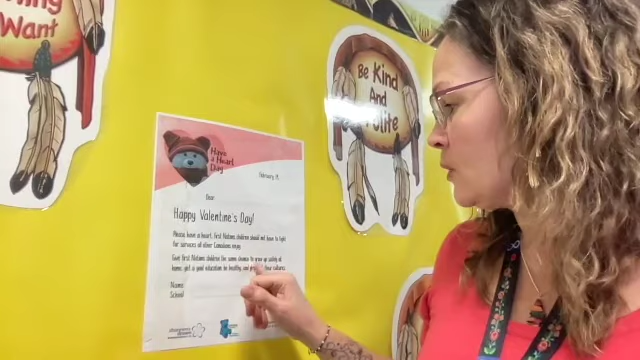 Want
Be Kind
And
Polite
Have
a Heart
Day
February 14,
Dear
Happy Valentine's Day!
Please have a heart. First Nations children should not have to fight
for services all other Canadians enjoy.
Give First Nations children the same chance to grow up safely at
home, get a good education, be healthy, and their cultures
Name:
School: